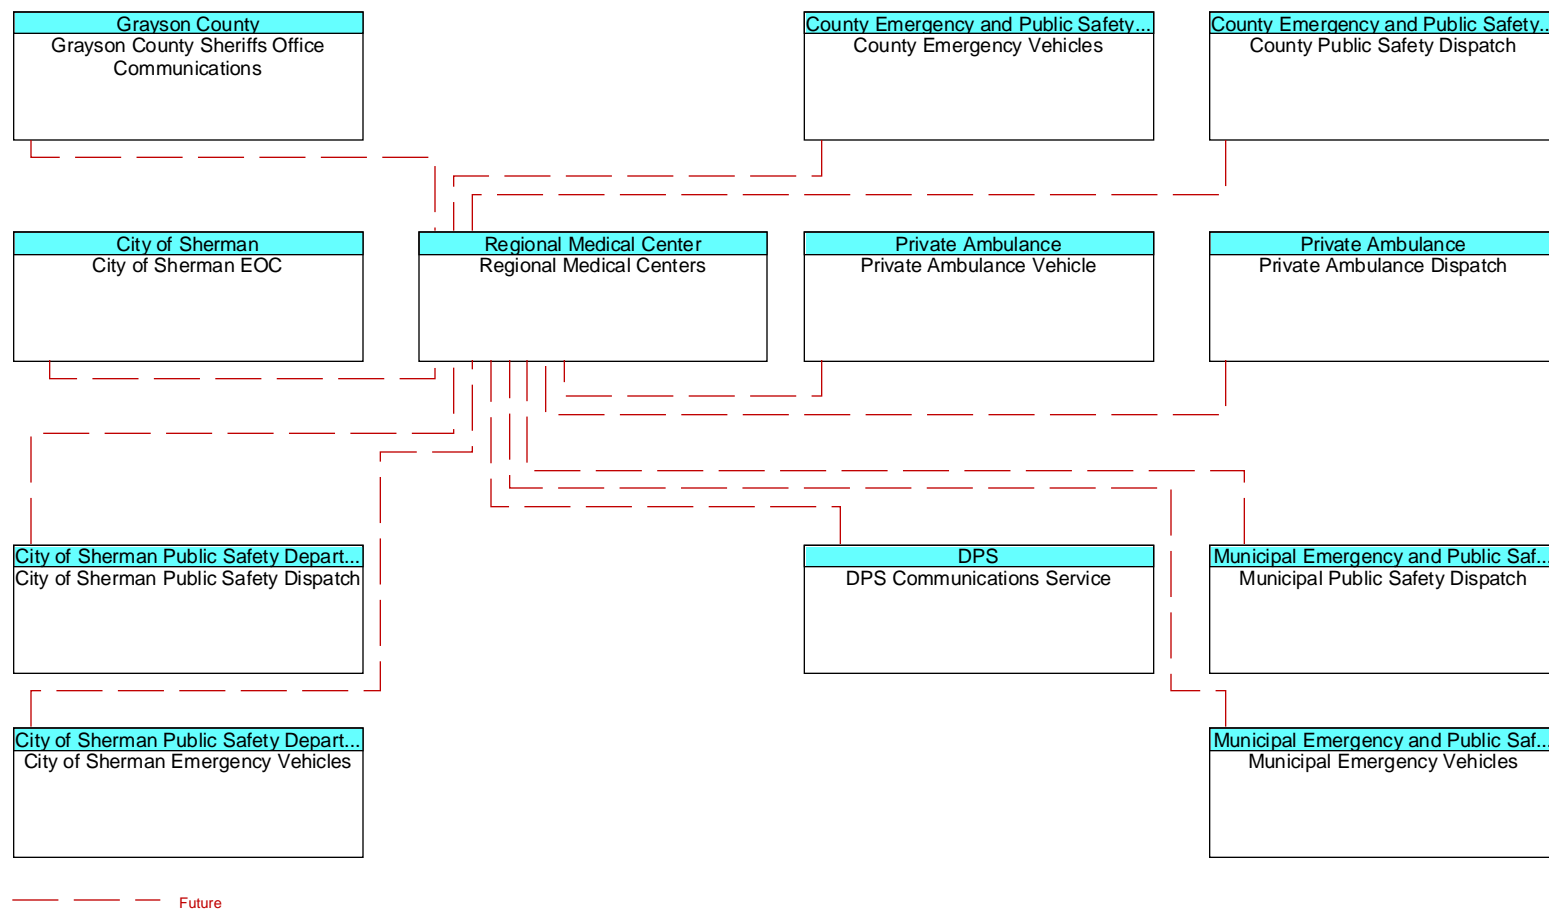 Grayson County
Grayson County Sheriffs Office
Communications
County Emergency and Public Safety...
County Emergency Vehicles
County Emergency and Public Safety...
County Public Safety Dispatch
City of Sherman
City of Sherman EOC
Regional Medical Center
Regional Medical Centers
Private Ambulance
Private Ambulance Vehicle
Private Ambulance
Private Ambulance Dispatch
City of Sherman Public Safety Depart...
City of Sherman Public Safety Dispatch
DPS
DPS Communications Service
Municipal Emergency and Public Saf...
Municipal Public Safety Dispatch
City of Sherman Public Safety Depart...
City of Sherman Emergency Vehicles
Municipal Emergency and Public Saf...
Municipal Emergency Vehicles
Future